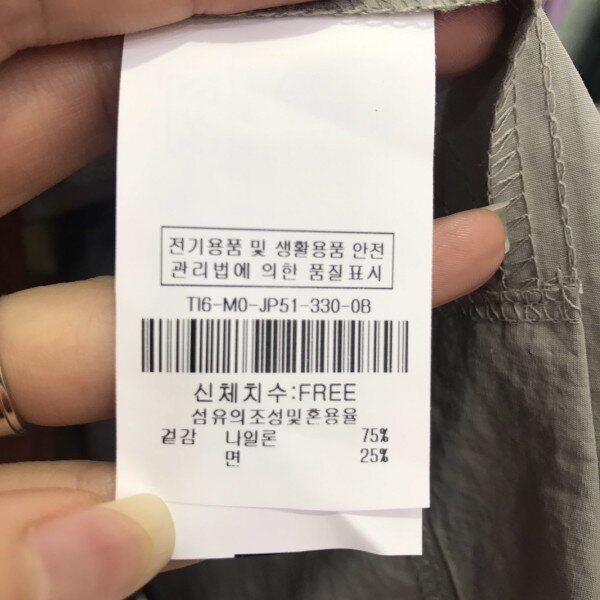 전기용품 및 생활용품 안전
관리법에 의한 품질표시
TI6-M0-JP51-330-0B
신체치수:FREE
섬유의조성및혼용율
겉감 나일론 75%
면 25%